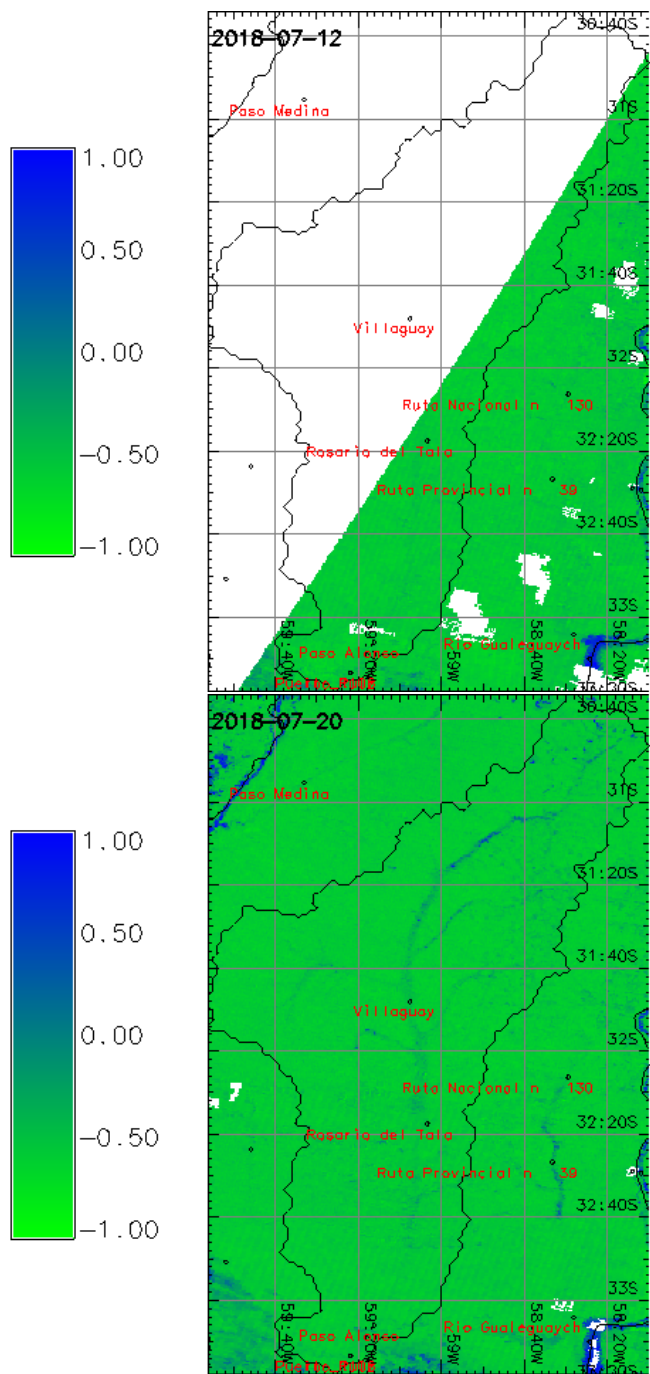 2018-07-12
30:40S
Paso Medina
31S
1.00
31:20S
0.50
31:40S
Villaguay
0.00
32S
Ruta Nacional n 130
-0.50
32:20S
Rosario del Tala
Ruta Provincial n 39
-1.00
32:40S
33S
Rio Gualeguaych
Paso Alonso
59:40W
59:20W
59W
58:40W
58:20W
2018-07-20
30:40S
Paso Medina
31S
1.00
31:20S
0.50
31:40S
Villaguay
0.00
32S
Ruta Nacional n 130
-0.50
32:20S
Rosario del Tala
Ruta Provincial n 39
-1.00
32:40S
33S
Rio Gualeguaych
Paso Alonso
59:40W
59:20W
59W
58:40W
58:20W